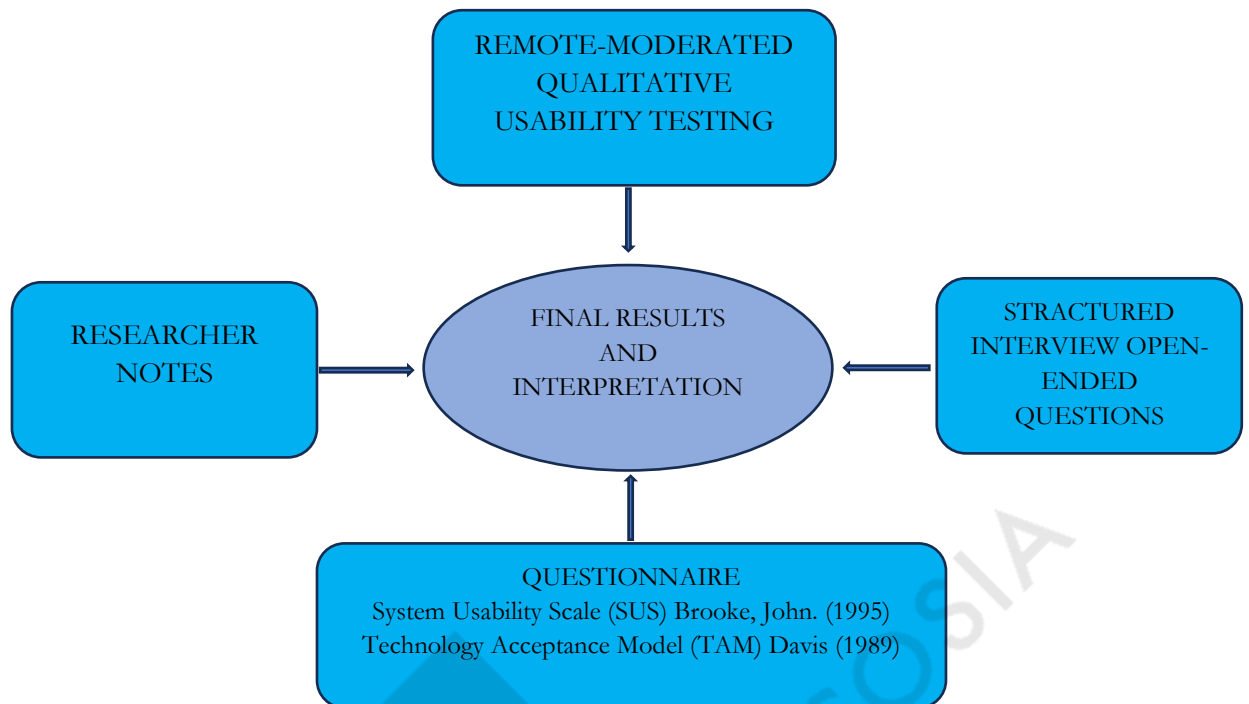 REMOTE-MODERATED
QUALITATIVE
USABILITY TESTING
RESEARCHER
NOTES
FINAL RESULTS
AND
INTERPRETATION
STRACTURED
INTERVIEW OPEN-
ENDED
QUESTIONS
QUESTIONNAIRE
System Usability Scale (SUS) Brooke, John. (1995)
Technology Acceptance Model (TAM) Davis (1989)